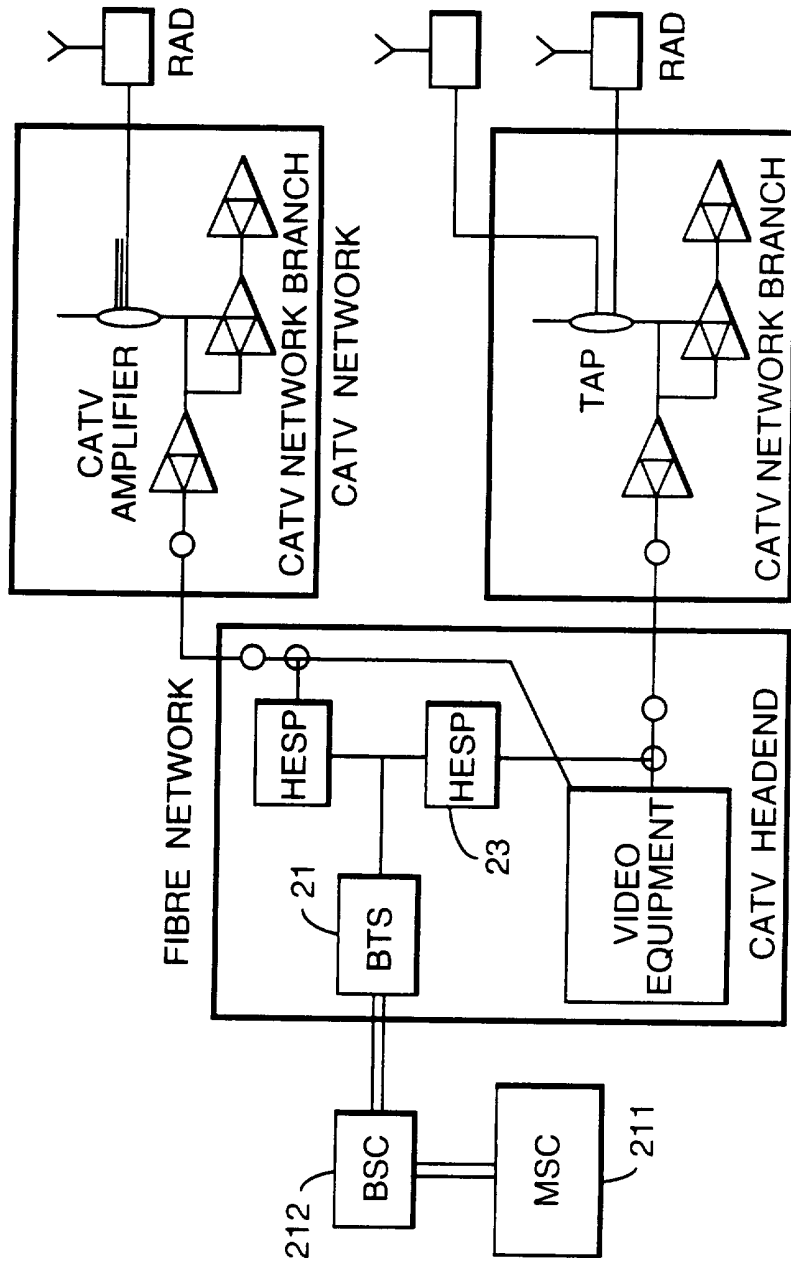 RAD
RAD
CATV
AMPLIFIER
CATV NETWORK BRANCH
CATV NETWORK
TAP
CATV NETWORK BRANCH
FIBRE NETWORK
HESP
HESP
23
21
BTS
VIDEO
EQUIPMENT
CATV HEADEND
212
BSC
MSC
211